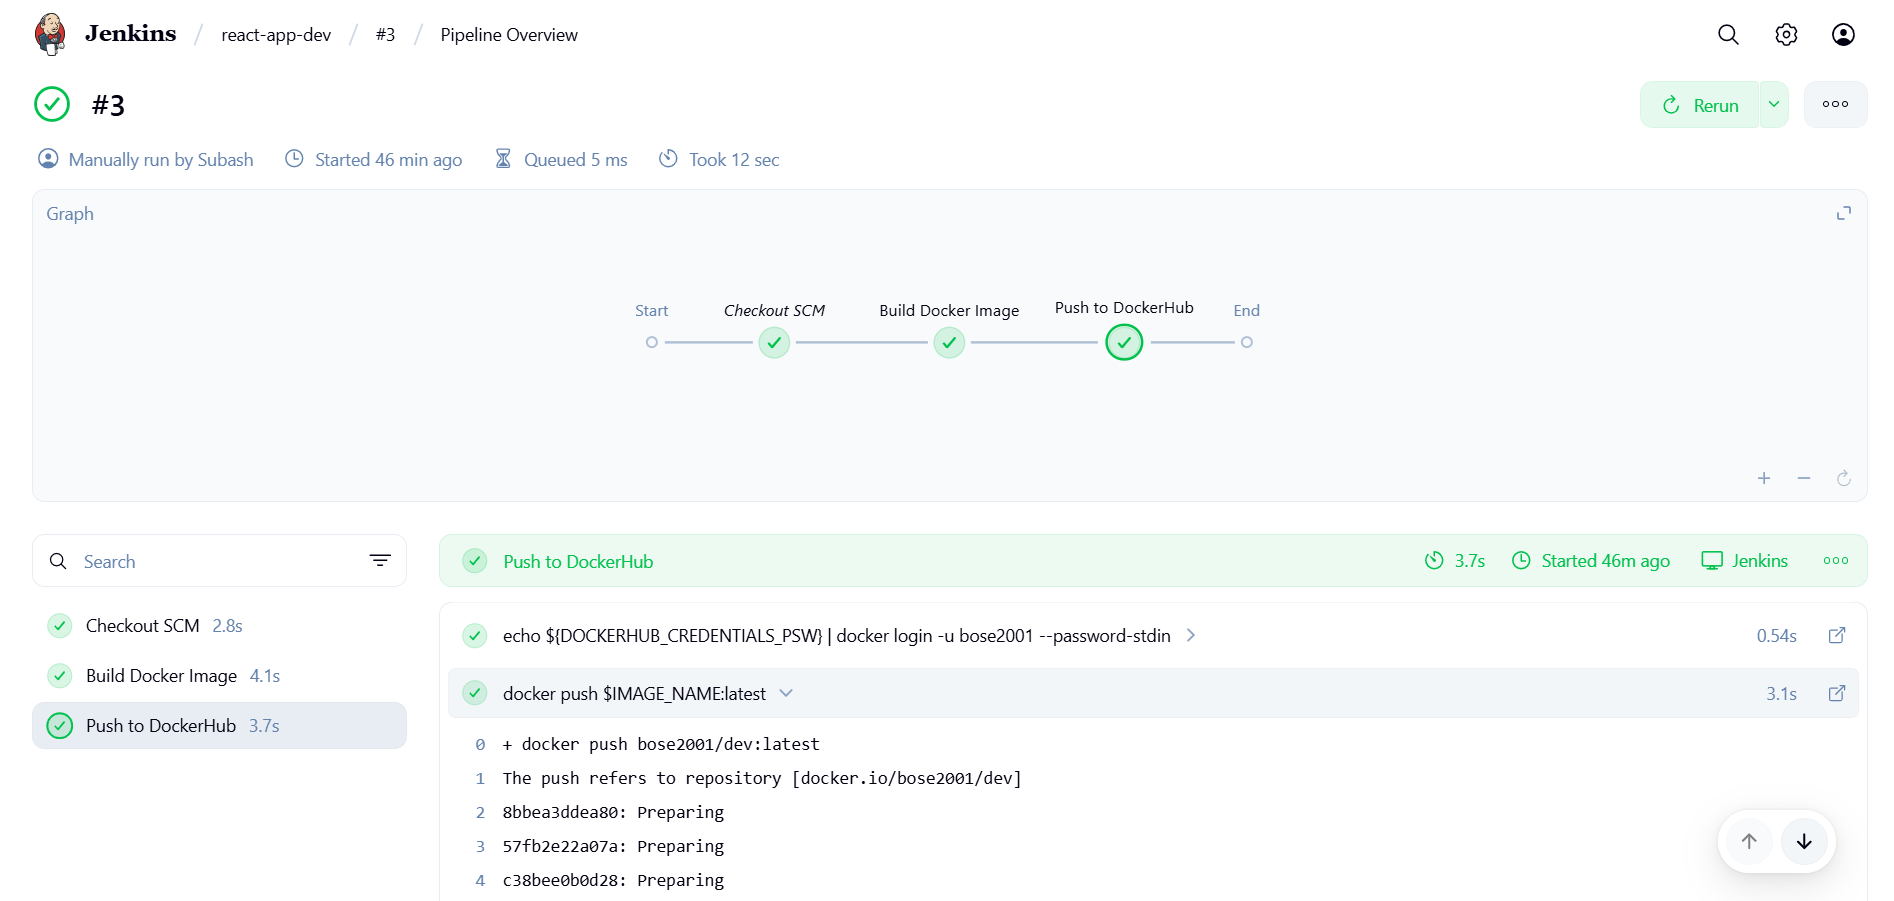 Jenkins / react-app-dev / #3 / Pipeline Overview
#3
Rerun
Manually run by Subash Started 46 min ago Queued 5 ms Took 12 sec
Graph
Start Checkout SCM Build Docker Image Push to DockerHub End
Search
Checkout SCM 2.8s
Build Docker Image 4.1s
Push to DockerHub 3.7s
Push to DockerHub 3.7s Started 46m ago Jenkins
echo ${DOCKERHUB_CREDENTIALS_PSW} | docker login -u bose2001 --password-stdin 0.54s
docker push $IMAGE_NAME:latest 3.1s
0 + docker push bose2001/dev:latest
1 The push refers to repository [docker.io/bose2001/dev]
2 8bbea3ddea80: Preparing
3 57fb2e22a07a: Preparing
4 c38bee0b0d28: Preparing